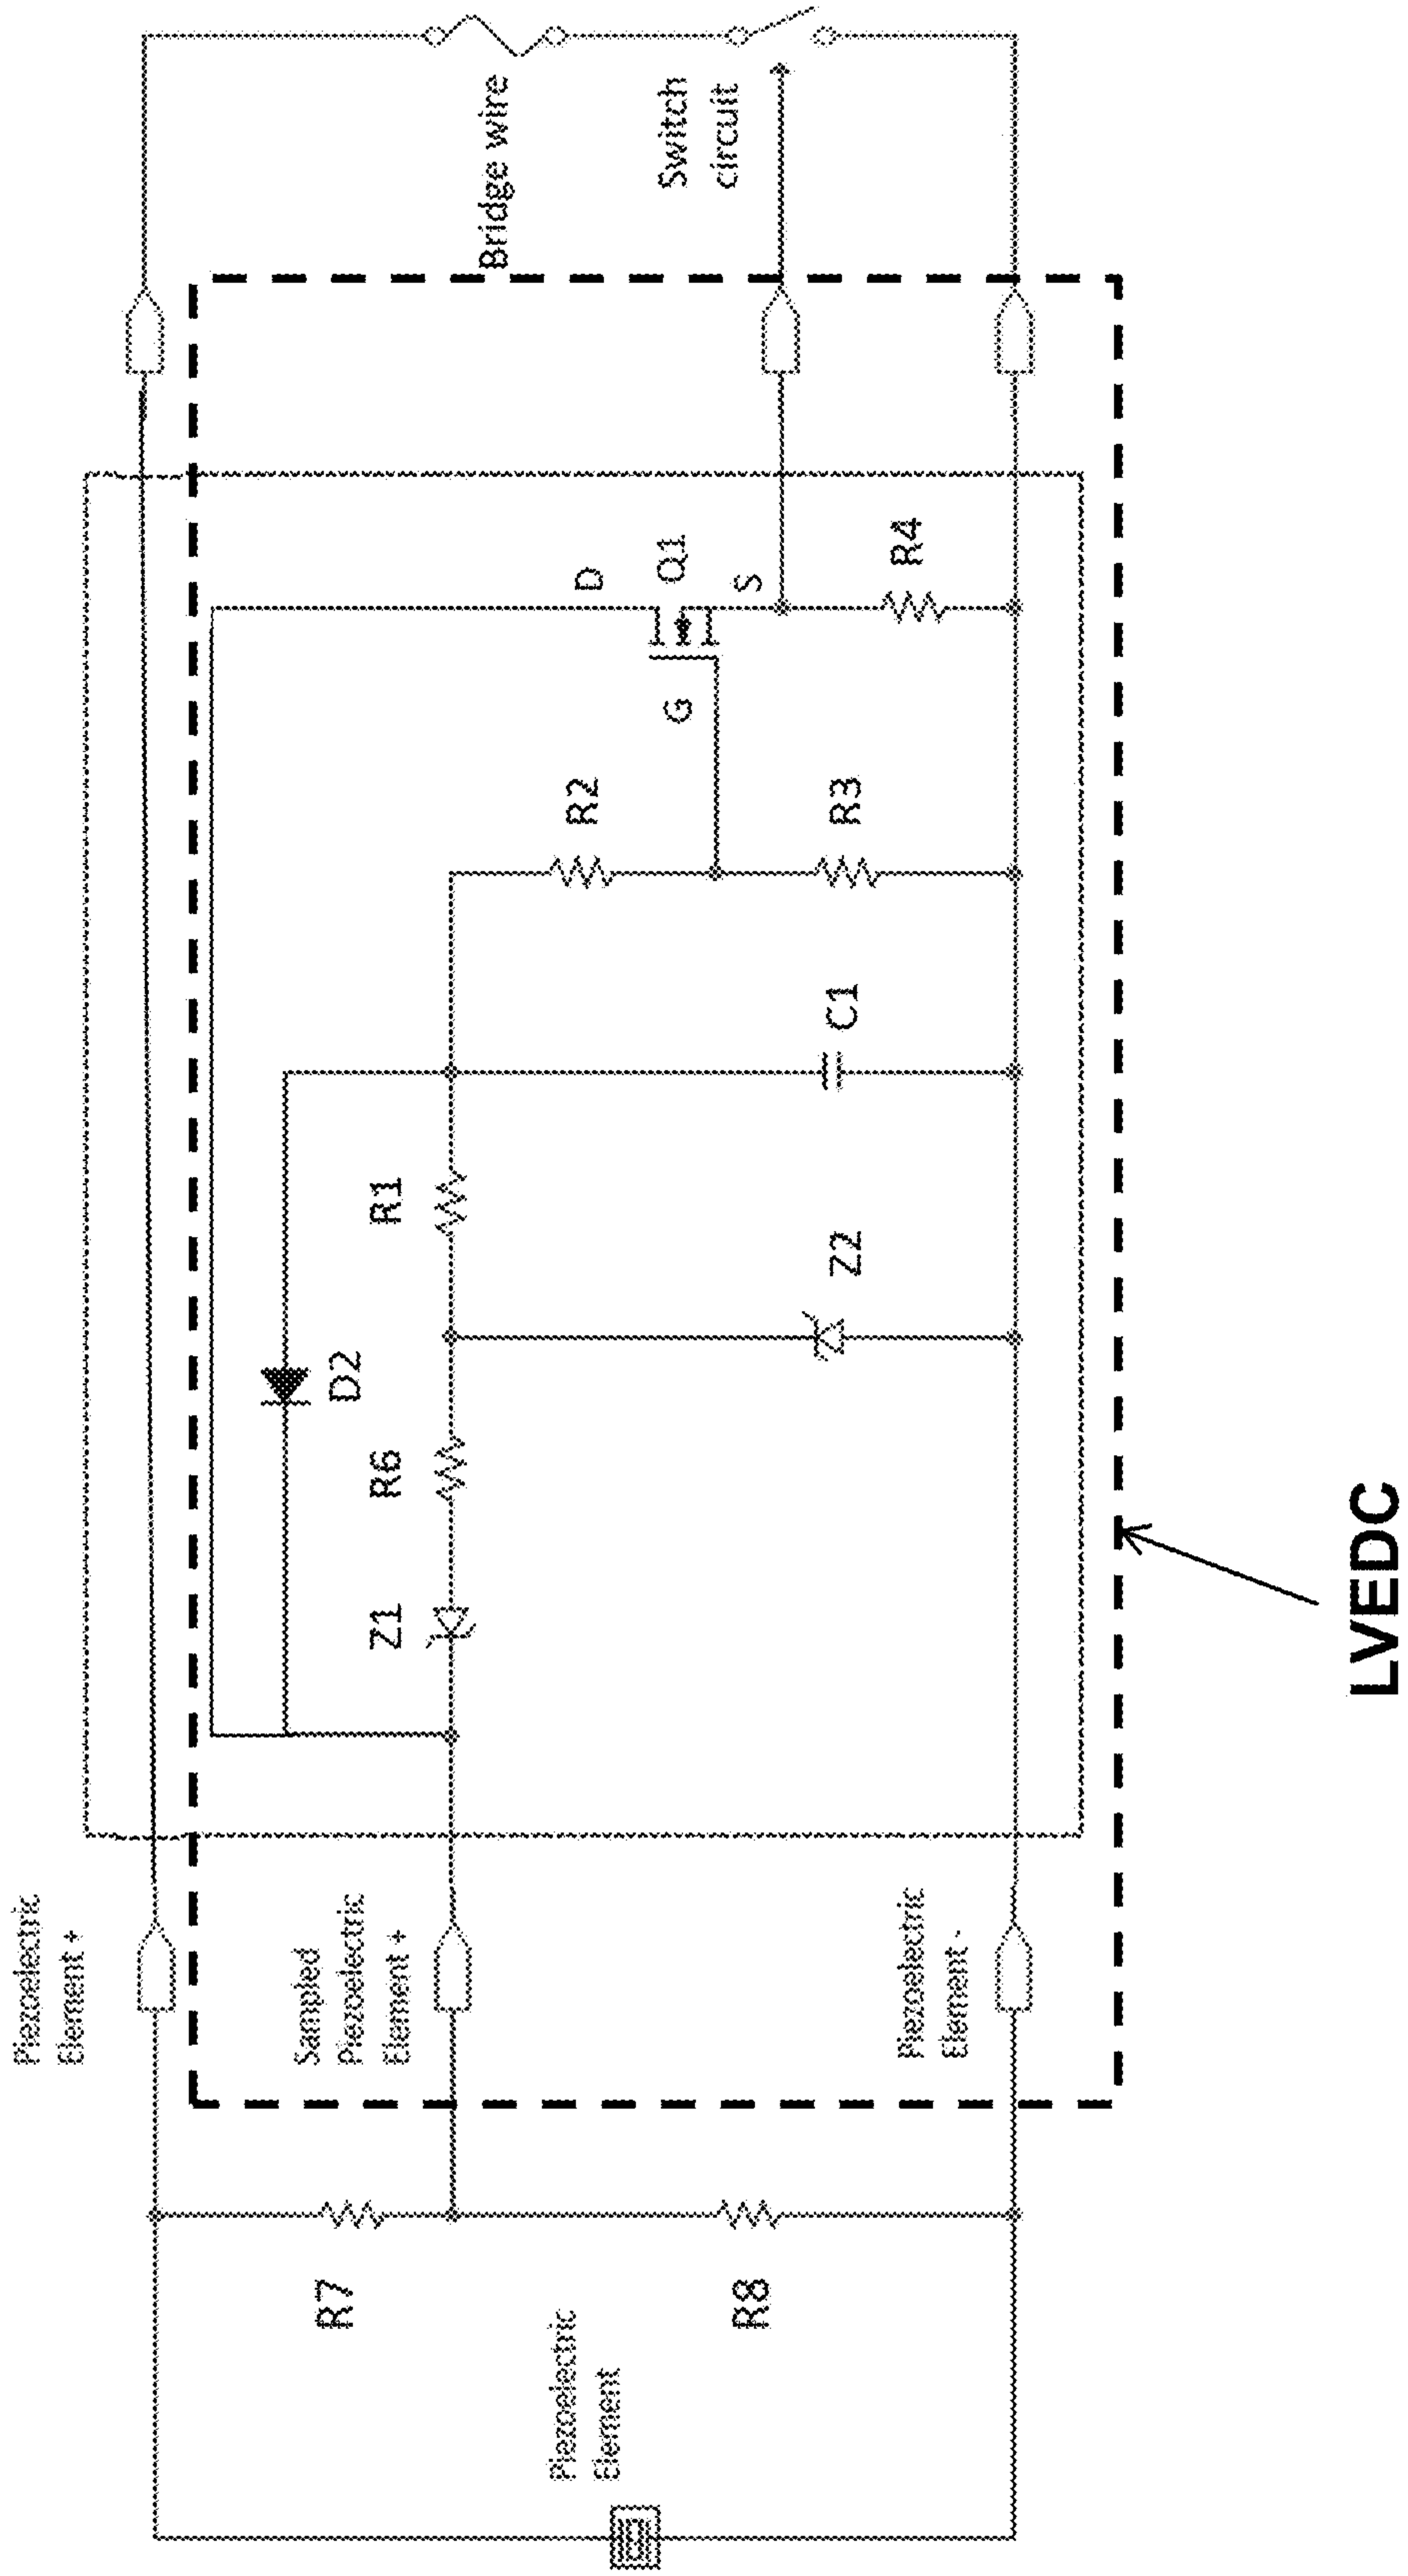 Piezoelectric
Element +
Sampled
Piezoelectric
Element +
Piezoelectric
Element -
Piezoelectric
Element
R7
R8
Z1
R6
D2
R1
Z2
C1
R2
R3
G
D
Q1
S
R4
Bridge wire
Switch
circuit
LVEDC